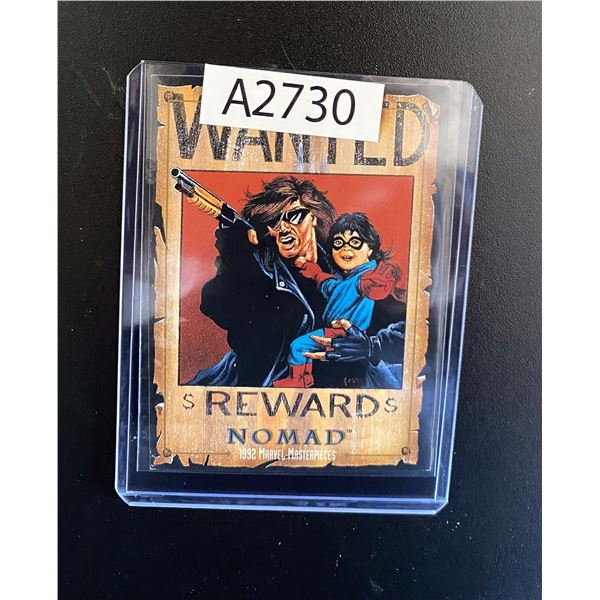 A2730
WANTED
$ REWARD $
NOMAD™
1992 MARVEL MASTERPIECES